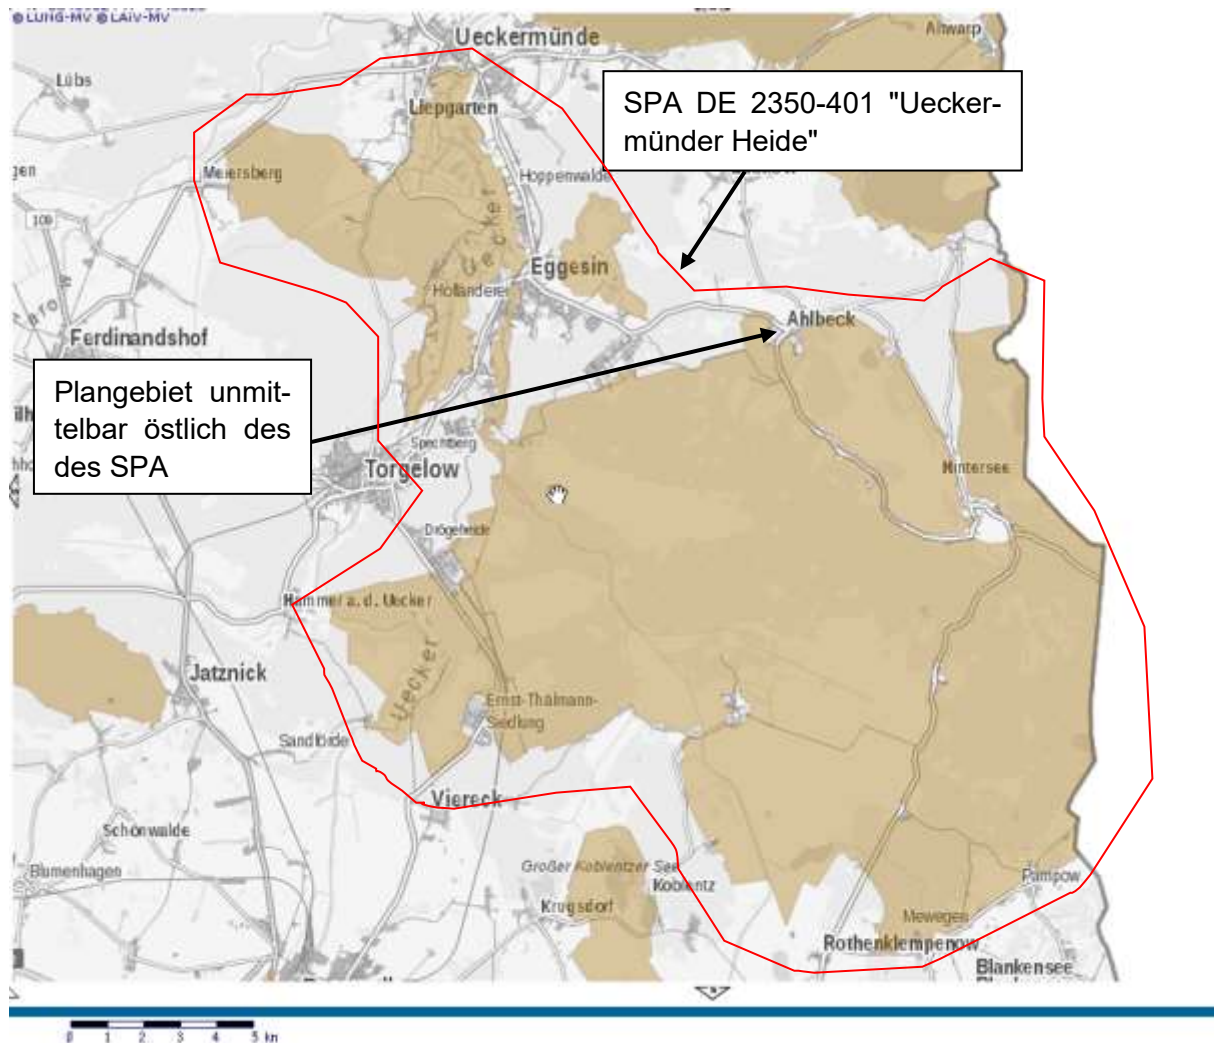 © LUNG-MV © LAiV-MV
Ueckermünde
Altwarp
Lübs
Liepgarten
SPA DE 2350-401 "Uecker-
münder Heide"
Meiersberg
Hoppenwalde
109
Uecker
Eggesin
Holländerei
Ahlbeck
Ferdinandshof
Plangebiet unmit-
telbar östlich des
des SPA
Spechtberg
Torgelow
Hintersee
Drögeheide
Hammer a. d. Uecker
Uecker
Jatznick
Ernst-Thälmann-
Siedlung
Sandförde
Viereck
Schönwalde
Blumenhagen
Großer Koblentzer See
Koblentz
Pampow
Krugsdorf
Mewegen
Rothenklempenow
Blankensee
0 1 2 3 4 5 km